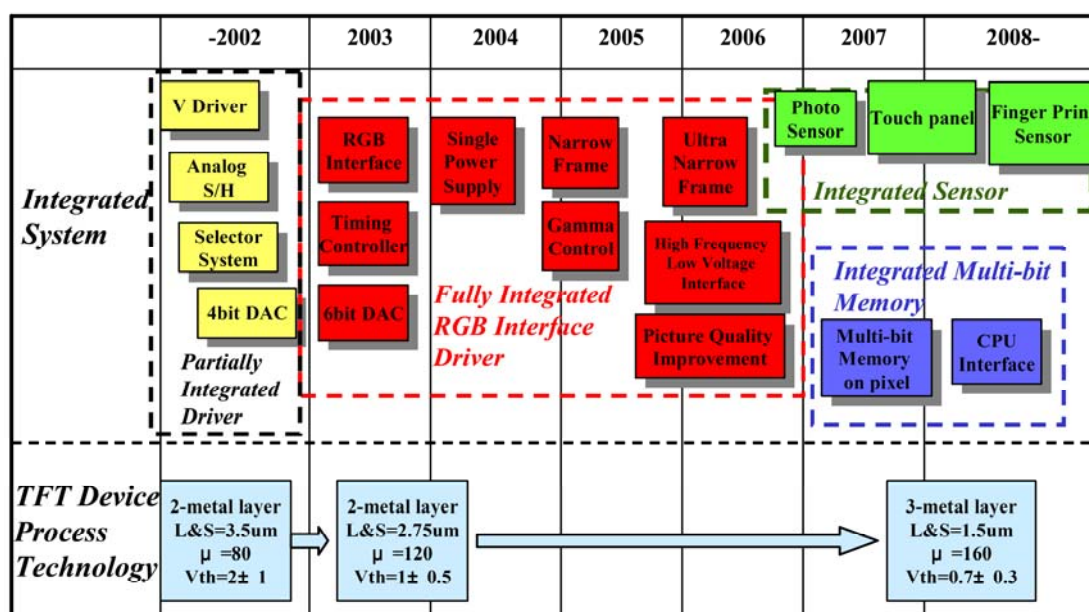 -2002
2003
2004
2005
2006
2007
2008-
Integrated
System
V Driver
Analog
S/H
Selector
System
4bit DAC
Partially
Integrated
Driver
RGB
Interface
Timing
Controller
6bit DAC
Single
Power
Supply
Narrow
Frame
Gamma
Control
Ultra
Narrow
Frame
High Frequency
Low Voltage
Interface
Picture Quality
Improvement
Fully Integrated
RGB Interface
Driver
Photo
Sensor
Touch panel
Finger Prin
Sensor
Integrated Sensor
Integrated Multi-bit
Memory
Multi-bit
Memory
on pixel
CPU
Interface
TFT Device
Process
Technology
2-metal layer
L&S=3.5um
μ =80
Vth=2± 1
2-metal layer
L&S=2.75um
μ =120
Vth=1± 0.5
3-metal layer
L&S=1.5um
μ =160
Vth=0.7± 0.3